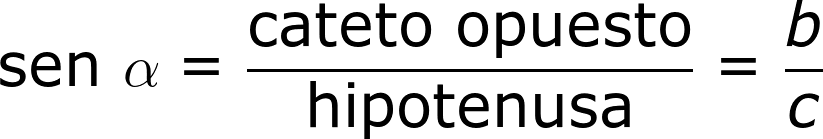 sen α = cateto opuesto / hipotenusa = b / c